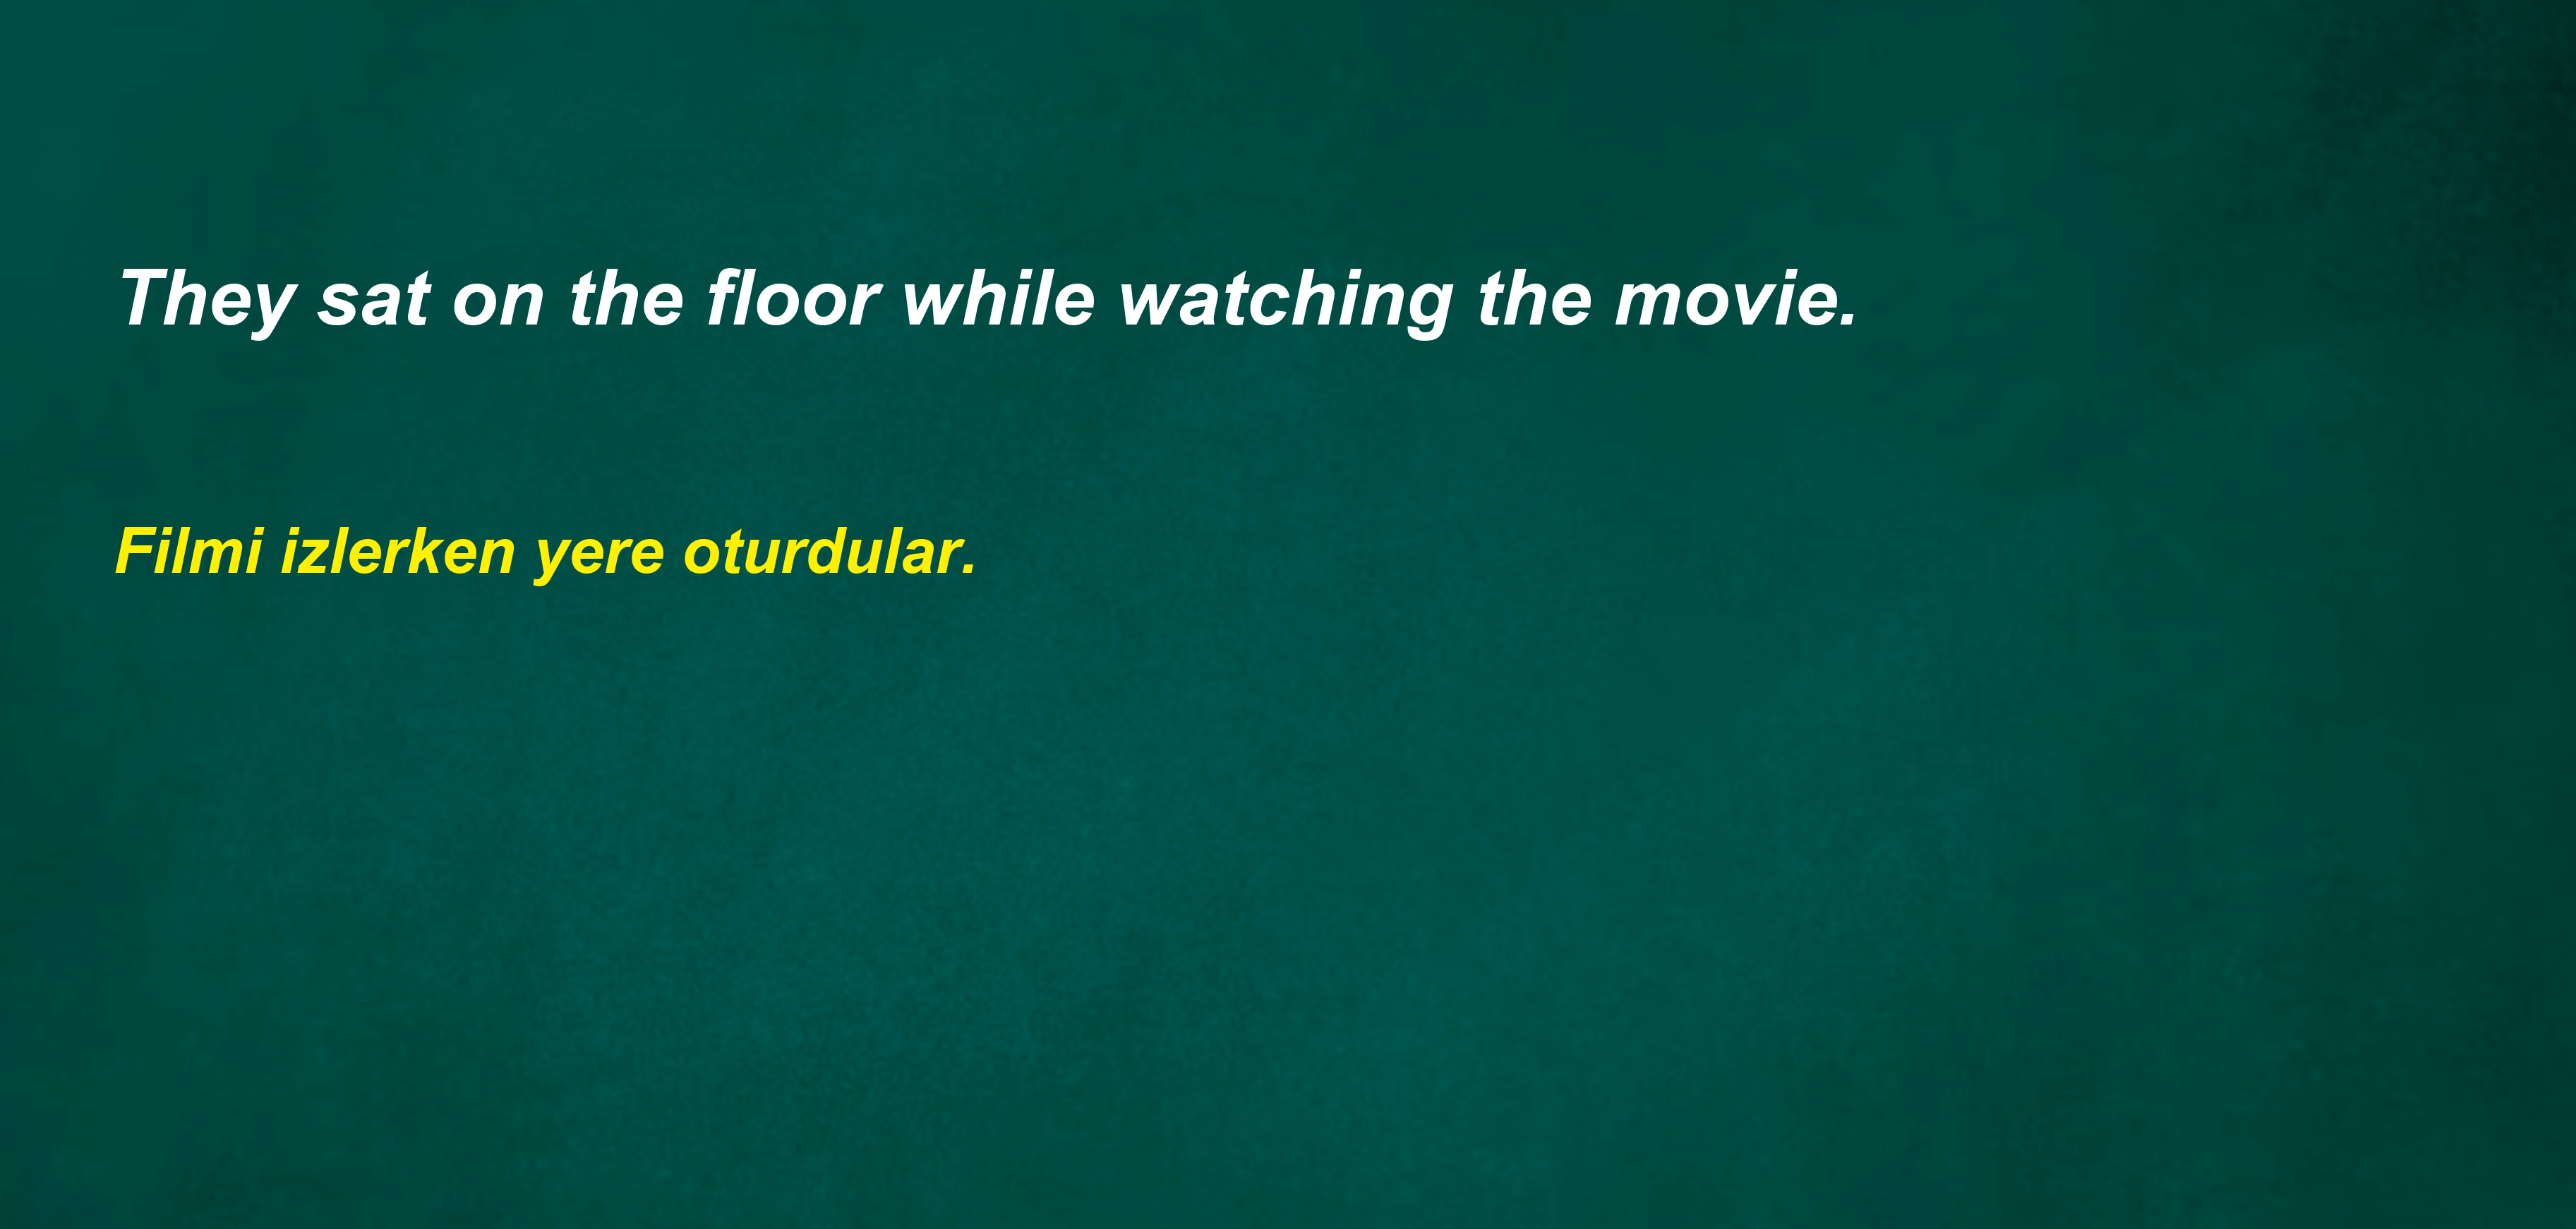 They sat on the floor while watching the movie.
Filmi izlerken yere oturdular.